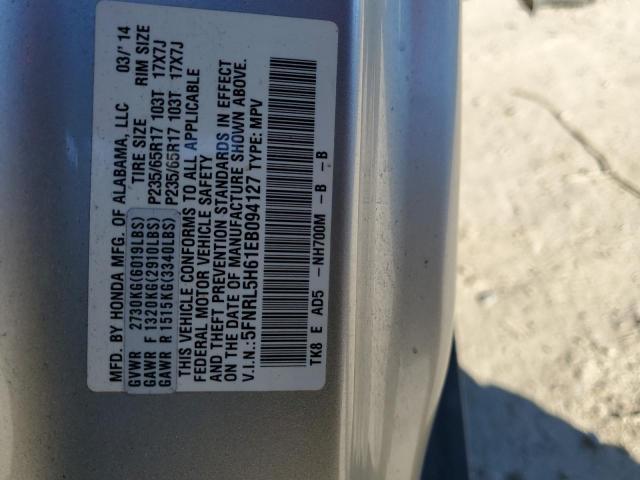 MFD. BY HONDA MFG. OF ALABAMA, LLC 03/'14
TIRE SIZE RIM SIZE
GVWR 2730KG(6019LBS)
GAWR F 1320KG(2910LBS) P235/65R17 103T 17X7J
GAWR R 1515KG(3340LBS) P235/65R17 103T 17X7J
THIS VEHICLE CONFORMS TO ALL APPLICABLE
FEDERAL MOTOR VEHICLE SAFETY
AND THEFT PREVENTION STANDARDS IN EFFECT
ON THE DATE OF MANUFACTURE SHOWN ABOVE.
V.I.N.:5FNRL5H61EB094127 TYPE: MPV
TK8 E AD5 -NH700M -B -B